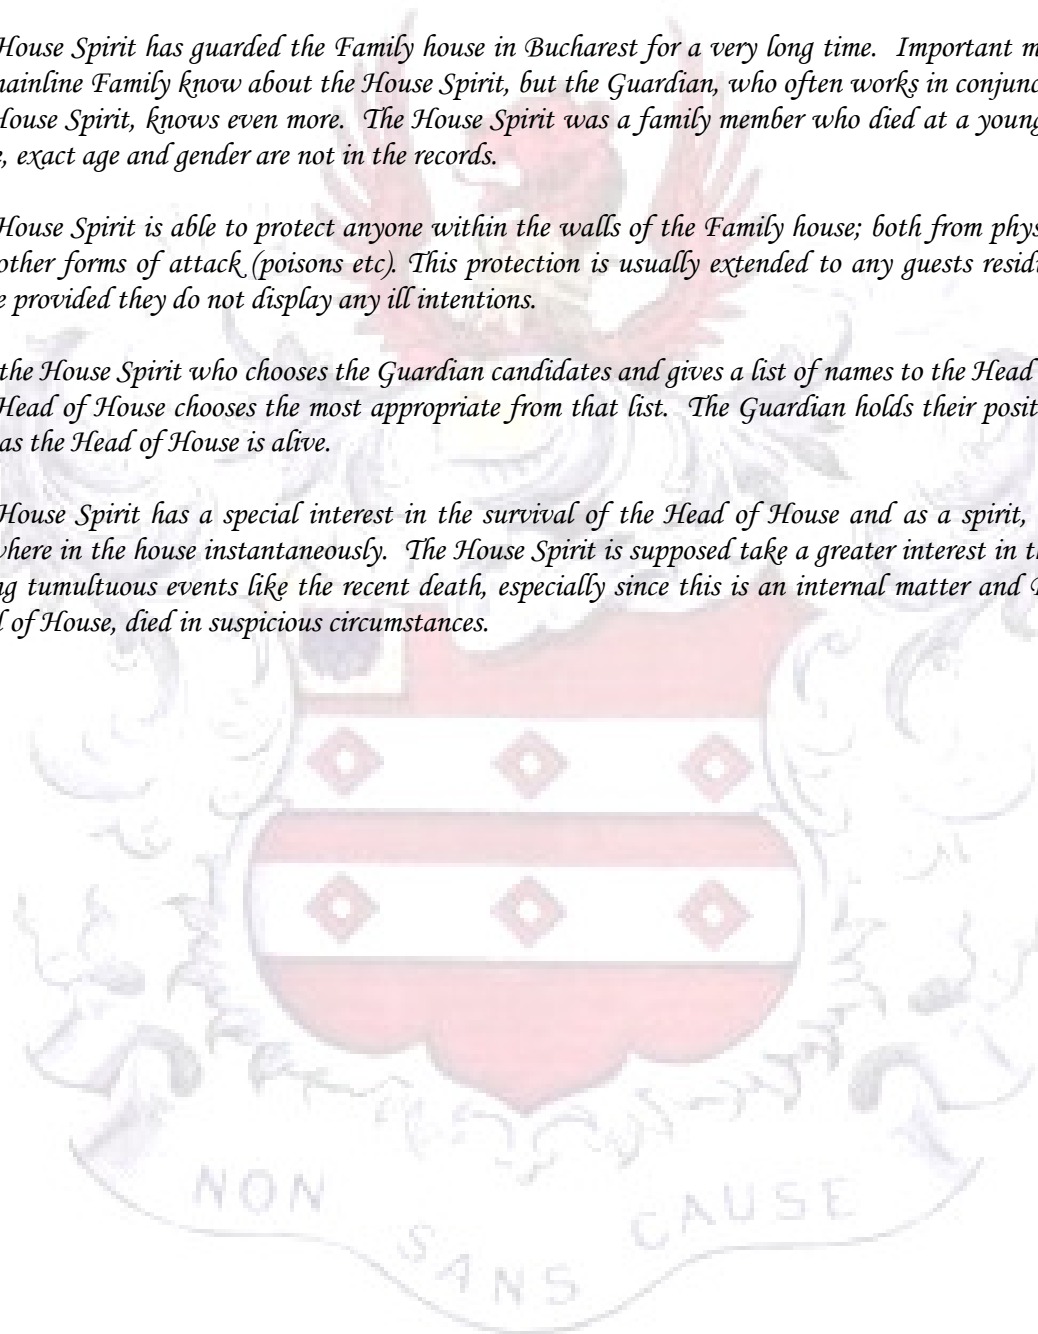 House Spirit has guarded the Family house in Bucharest for a very long time. Important m
mainline Family know about the House Spirit, but the Guardian, who often works in conjunc
House Spirit, knows even more. The House Spirit was a family member who died at a young
, exact age and gender are not in the records.
House Spirit is able to protect anyone within the walls of the Family house; both from phys
other forms of attack (poisons etc). This protection is usually extended to any guests residi
e provided they do not display any ill intentions.
the House Spirit who chooses the Guardian candidates and gives a list of names to the Head
Head of House chooses the most appropriate from that list. The Guardian holds their posit
as the Head of House is alive.
House Spirit has a special interest in the survival of the Head of House and as a spirit,
where in the house instantaneously. The House Spirit is supposed take a greater interest in th
ng tumultuous events like the recent death, especially since this is an internal matter and
d of House, died in suspicious circumstances.
NON SANS CAUSE